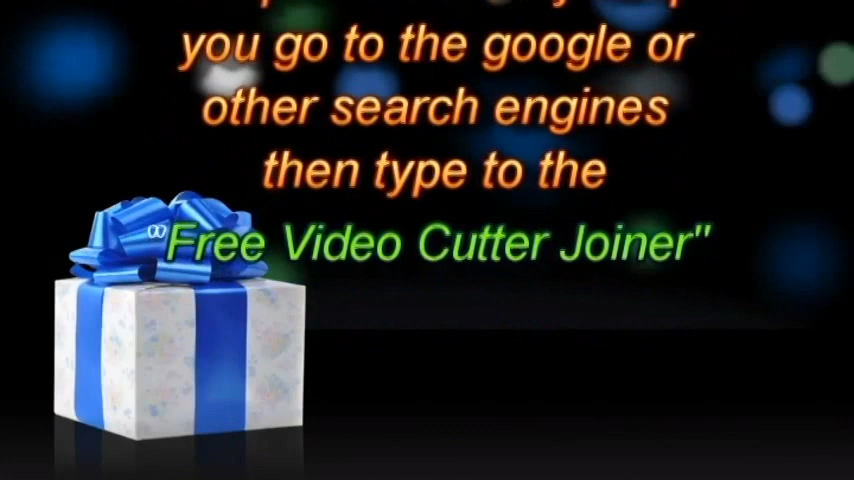 you go to the google or
other search engines
then type to the
"Free Video Cutter Joiner"